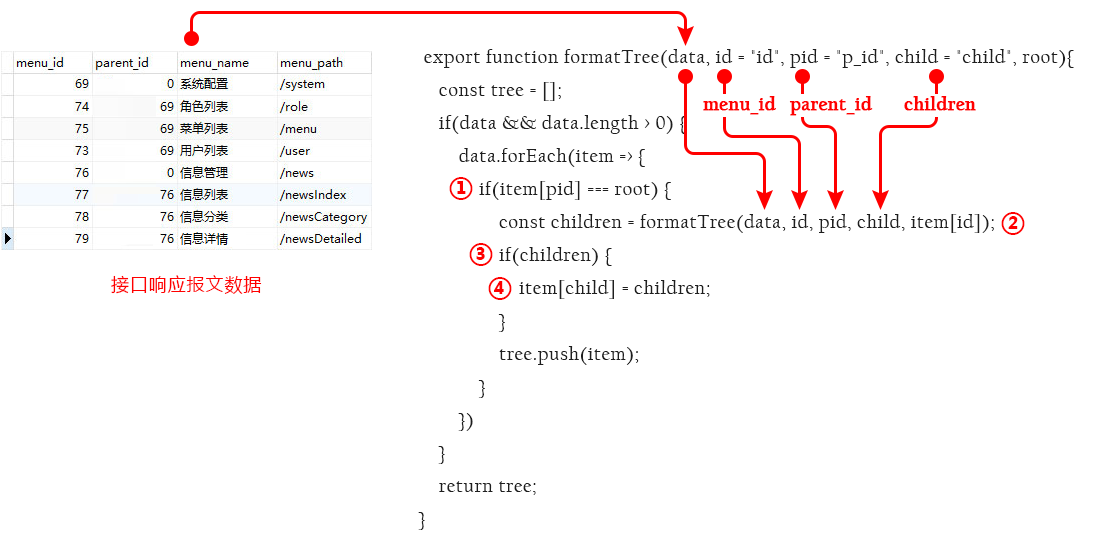 menu_id parent_id menu_name menu_path
69 0 系统配置 /system
74 69 角色列表 /role
75 69 菜单列表 /menu
73 69 用户列表 /user
76 0 信息管理 /news
77 76 信息列表 /newsIndex
78 76 信息分类 /newsCategory
79 76 信息详情 /newsDetailed
接口响应报文数据
export function formatTree(data, id = "id", pid = "p_id", child = "child", root){
menu_id parent_id children
const tree = [];
if(data && data.length > 0) {
data.forEach(item => {
① if(item[pid] === root) {
const children = formatTree(data, id, pid, child, item[id]); ②
③ if(children) {
④ item[child] = children;
}
tree.push(item);
}
})
}
return tree;
}